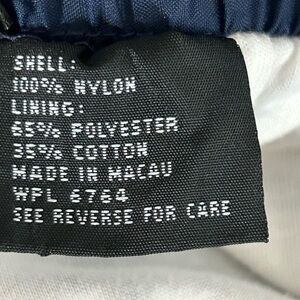 SHELL:
100% NYLON
LINING:
65% POLYESTER
35% COTTON
MADE IN MACAU
WPL 6764
SEE REVERSE FOR CARE